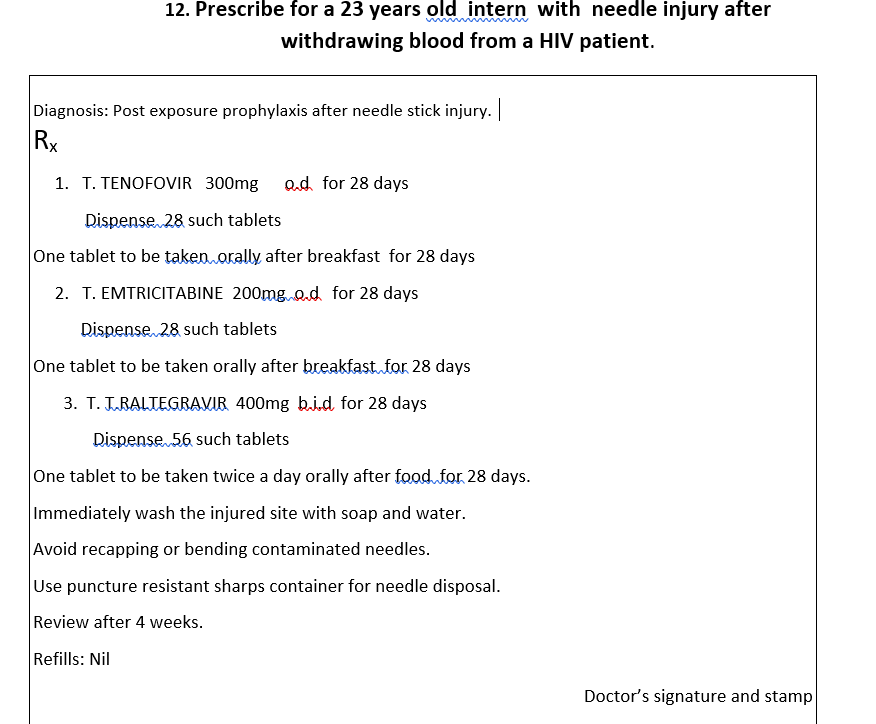 12. Prescribe for a 23 years old intern with needle injury after
withdrawing blood from a HIV patient.
Diagnosis: Post exposure prophylaxis after needle stick injury.
Rx
1. T. TENOFOVIR 300mg o.d for 28 days
Dispense 28 such tablets
One tablet to be taken orally after breakfast for 28 days
2. T. EMTRICITABINE 200mg o.d for 28 days
Dispense 28 such tablets
One tablet to be taken orally after breakfast for 28 days
3. T. T.RALTEGRAVIR 400mg b.i.d for 28 days
Dispense 56 such tablets
One tablet to be taken twice a day orally after food for 28 days.
Immediately wash the injured site with soap and water.
Avoid recapping or bending contaminated needles.
Use puncture resistant sharps container for needle disposal.
Review after 4 weeks.
Refills: Nil
Doctor’s signature and stamp